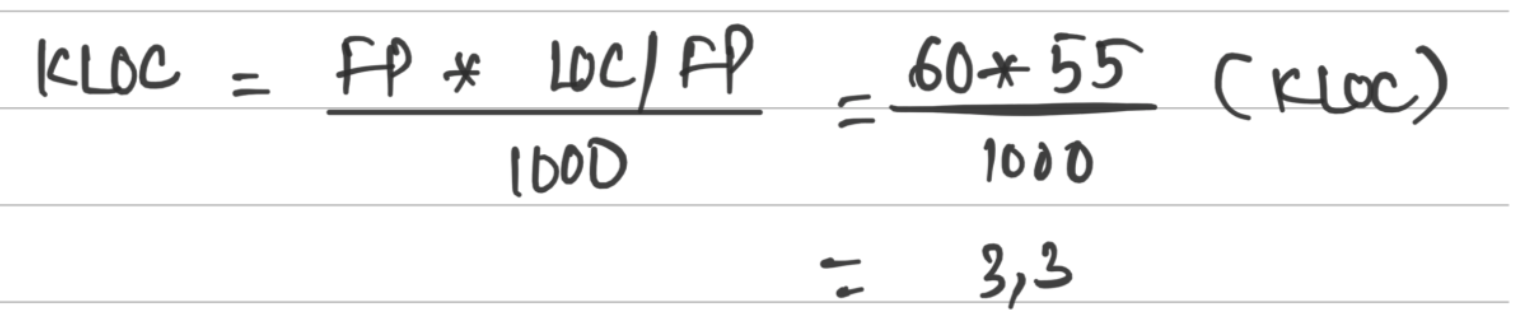 KLOC = FP * LOC/FP / 1000 = 60*55 / 1000 (KLOC)
= 3,3